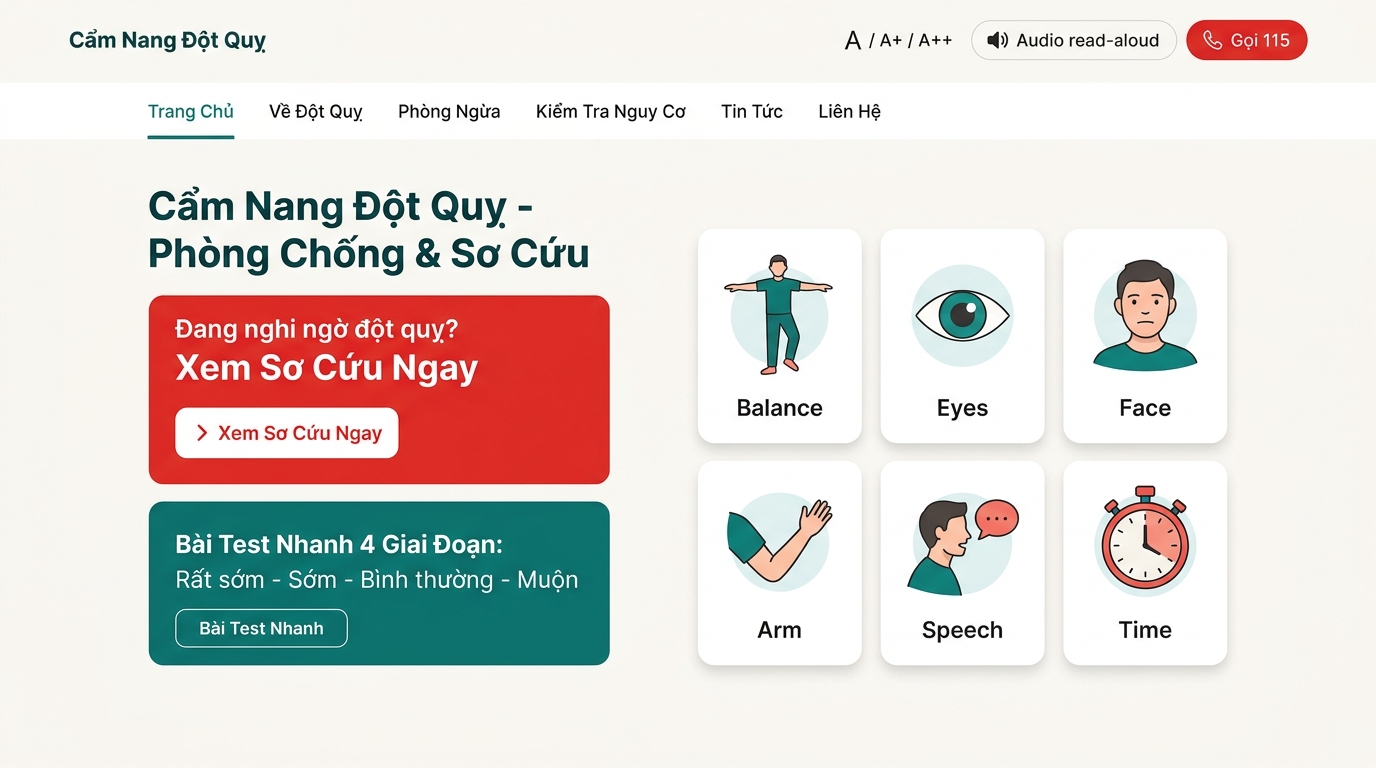 Cẩm Nang Đột Quỵ
A / A+ / A++
Audio read-aloud
Gọi 115
Trang Chủ
Về Đột Quỵ
Phòng Ngừa
Kiểm Tra Nguy Cơ
Tin Tức
Liên Hệ
Cẩm Nang Đột Quỵ -
Phòng Chống & Sơ Cứu
Đang nghi ngờ đột quỵ?
Xem Sơ Cứu Ngay
Xem Sơ Cứu Ngay
Bài Test Nhanh 4 Giai Đoạn:
Rất sớm - Sớm - Bình thường - Muộn
Bài Test Nhanh
Balance
Eyes
Face
Arm
Speech
Time